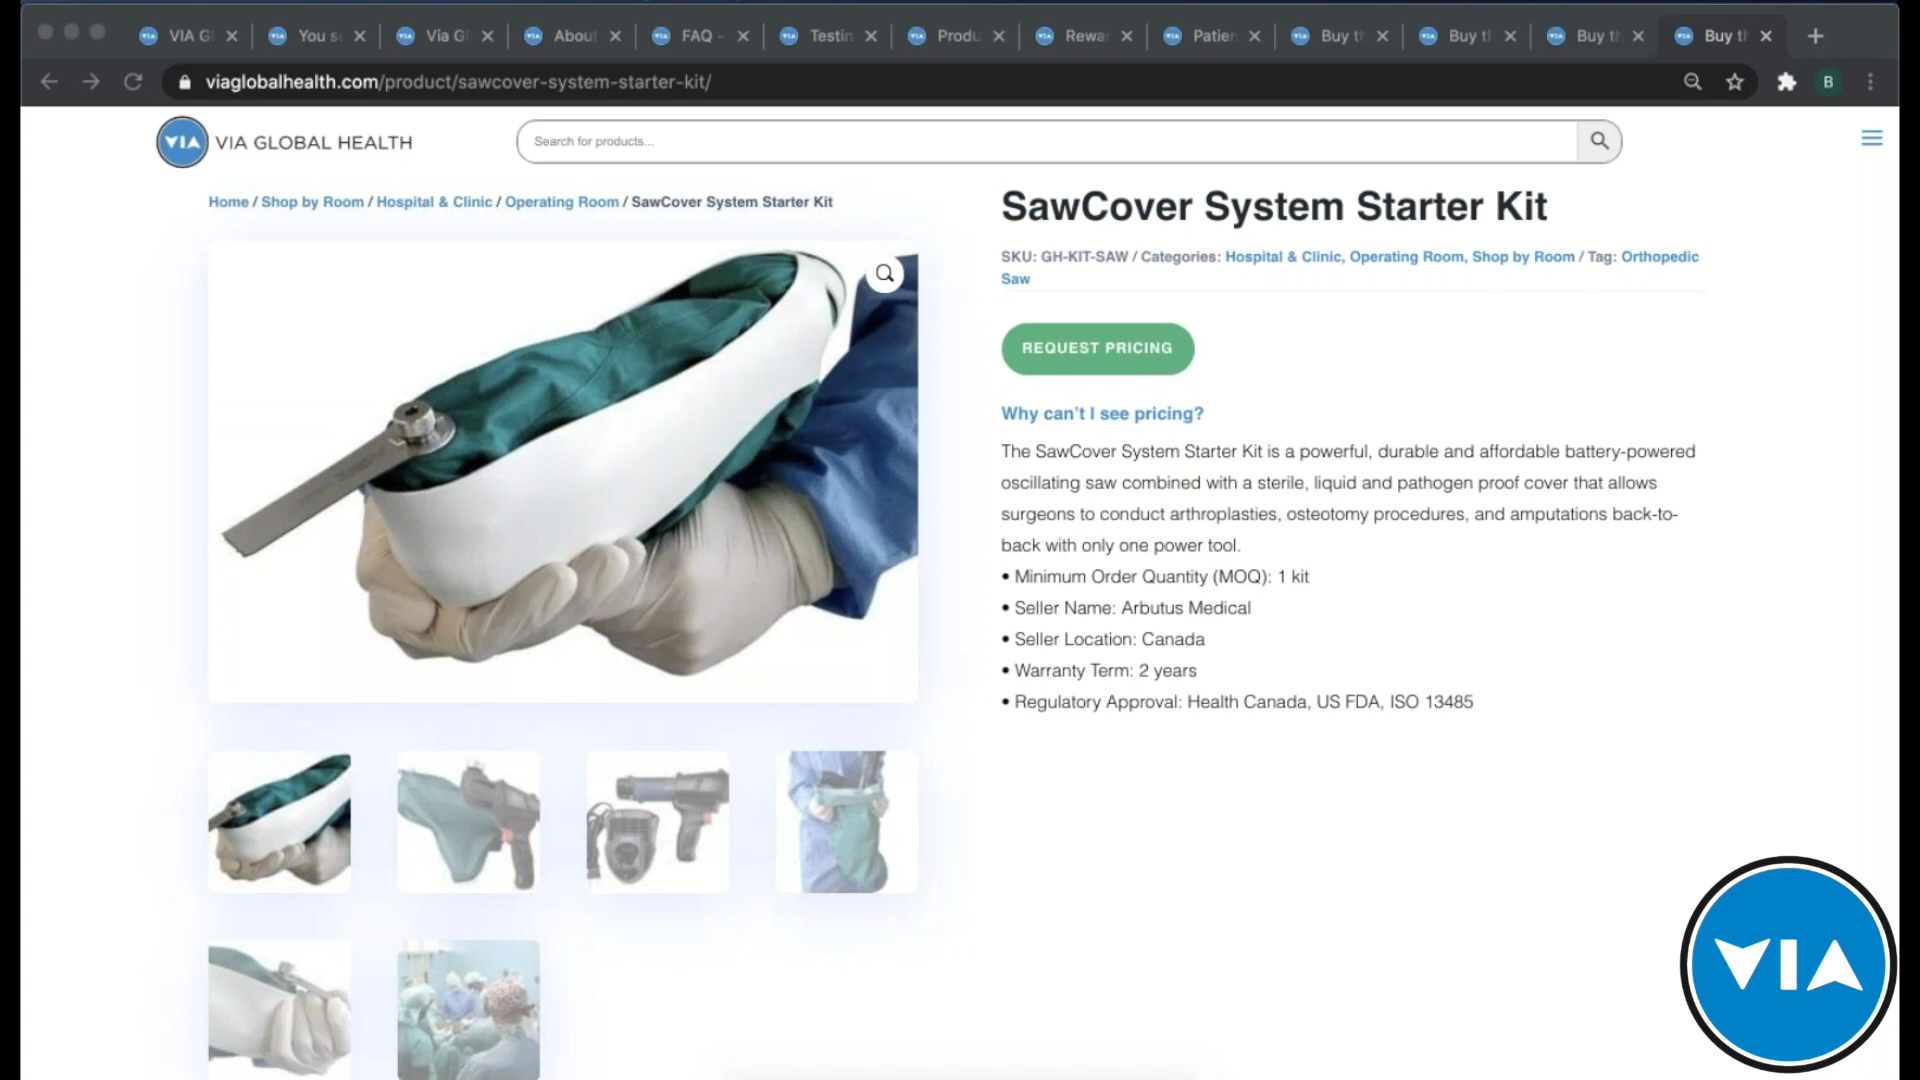 VIA G
You s
Via G
About
FAQ -
Testin
Produ
Rewar
Patien
Buy th
Buy th
Buy th
Buy th
viaglobalhealth.com/product/sawcover-system-starter-kit/
B
VIA
VIA GLOBAL HEALTH
Search for products...
Home / Shop by Room / Hospital & Clinic / Operating Room / SawCover System Starter Kit
SawCover System Starter Kit
SKU: GH-KIT-SAW / Categories: Hospital & Clinic, Operating Room, Shop by Room / Tag: Orthopedic
Saw
REQUEST PRICING
Why can't I see pricing?
The SawCover System Starter Kit is a powerful, durable and affordable battery-powered
oscillating saw combined with a sterile, liquid and pathogen proof cover that allows
surgeons to conduct arthroplasties, osteotomy procedures, and amputations back-to-
back with only one power tool.
• Minimum Order Quantity (MOQ): 1 kit
• Seller Name: Arbutus Medical
• Seller Location: Canada
• Warranty Term: 2 years
• Regulatory Approval: Health Canada, US FDA, ISO 13485
VIA